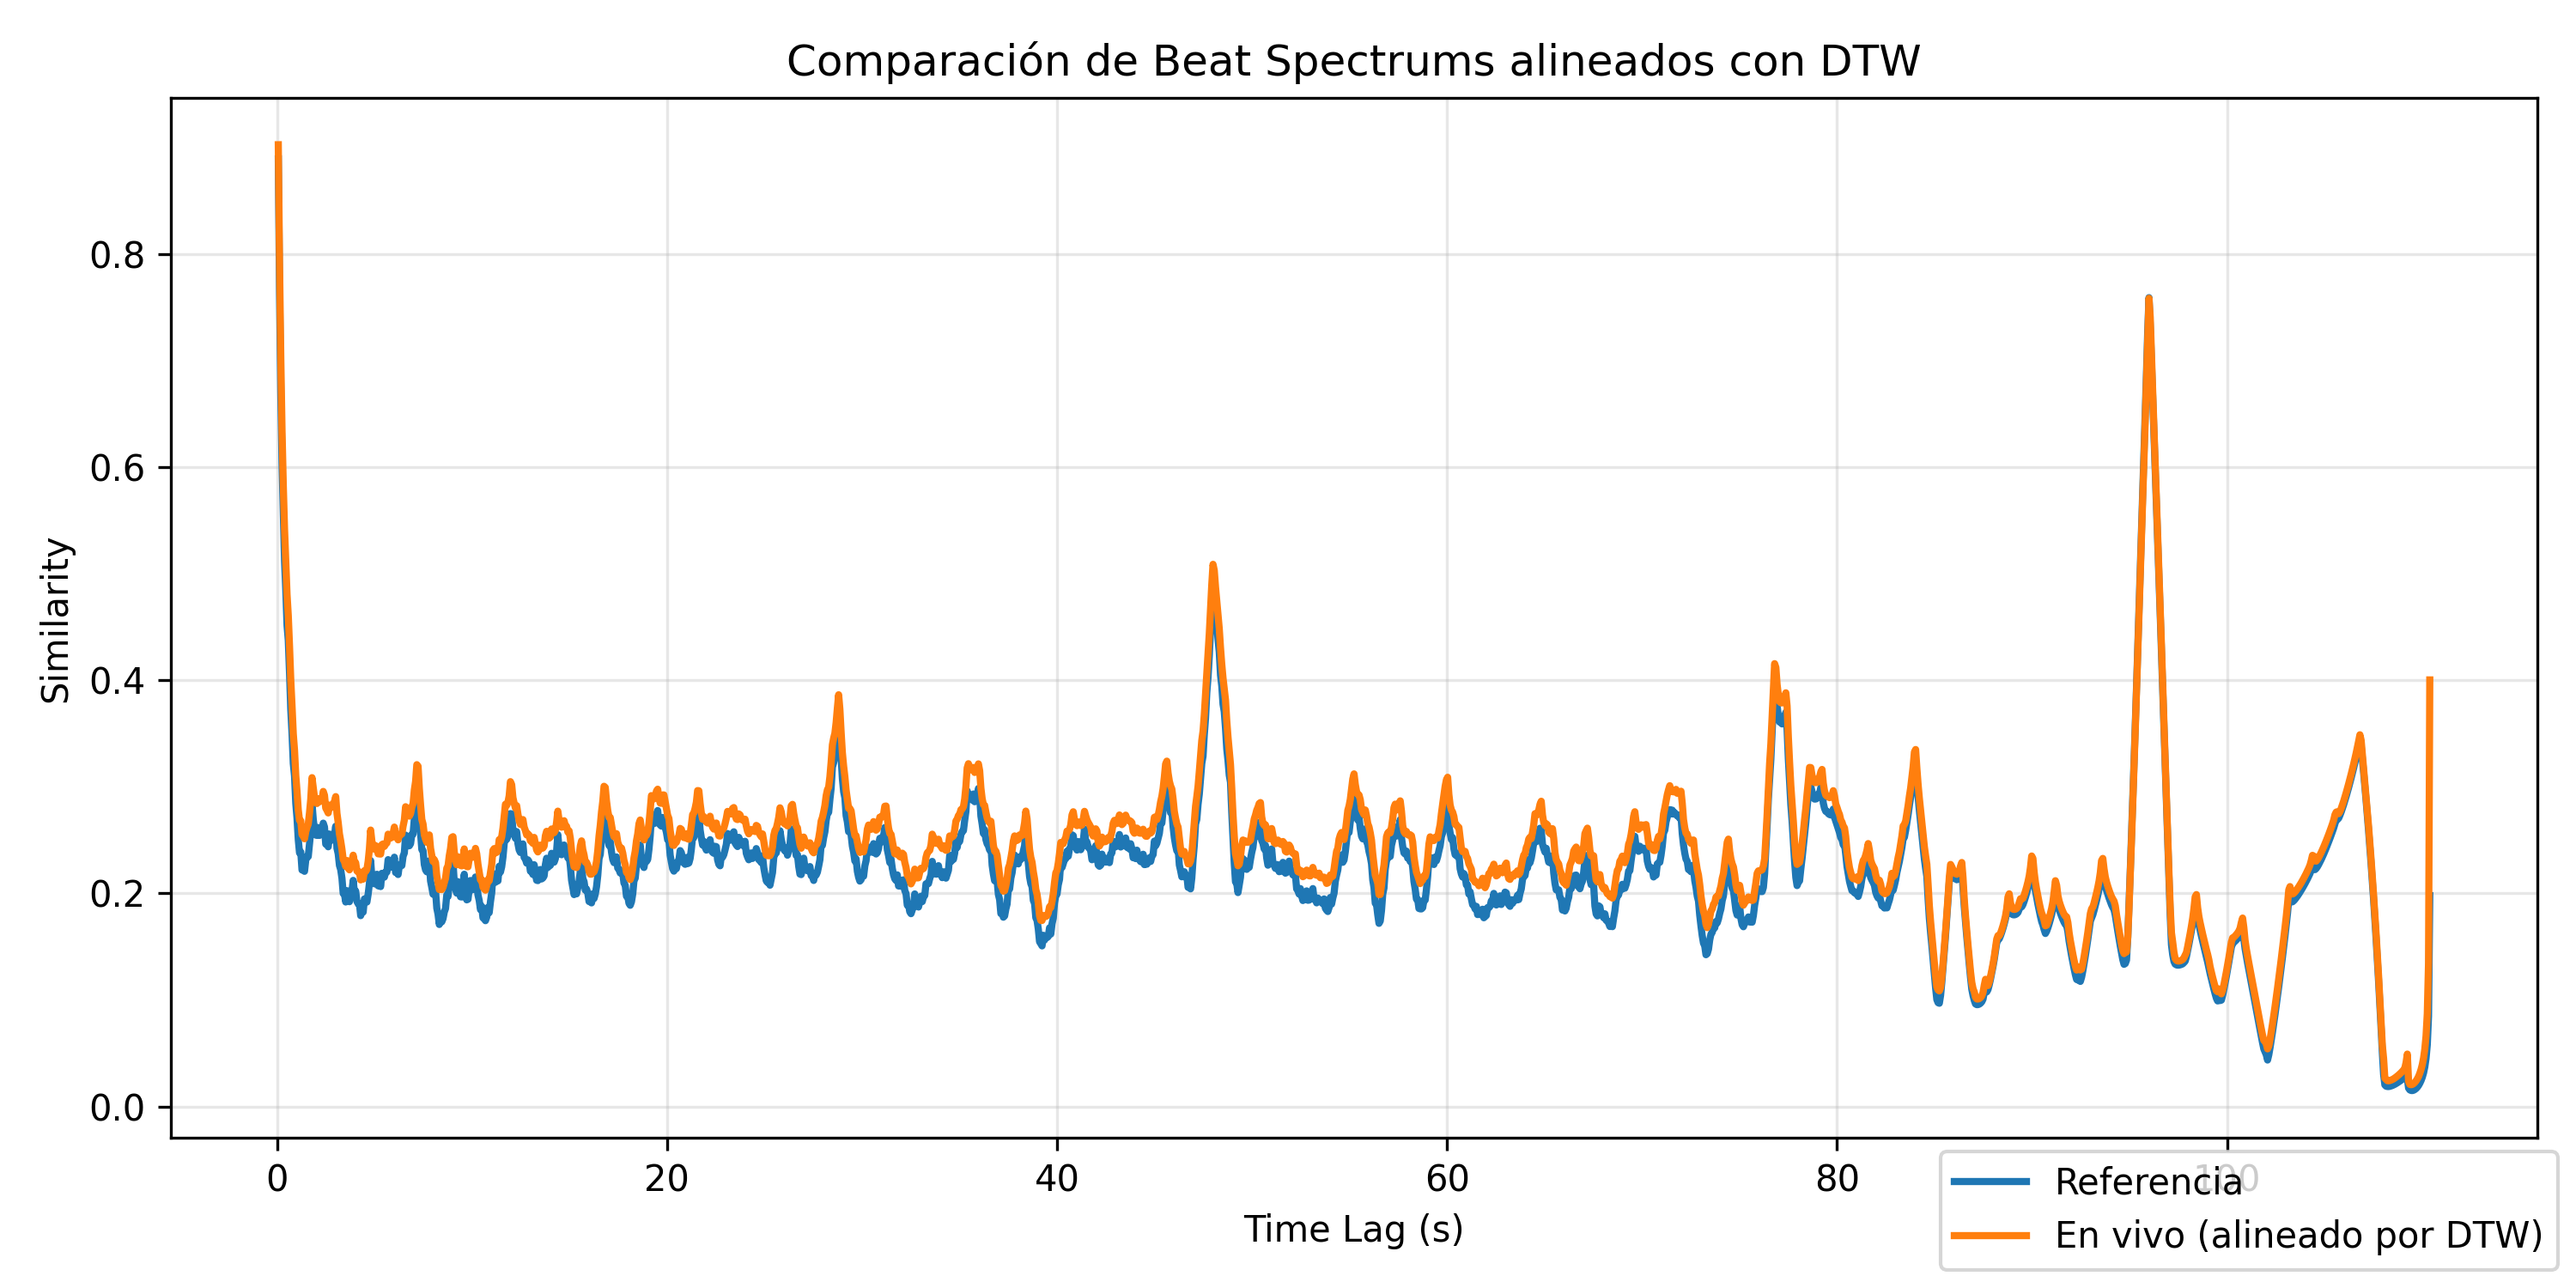 Comparación de Beat Spectrums alineados con DTW
Similarity
0.8
0.6
0.4
0.2
0.0
0 20 40 60 80 100
Time Lag (s)
Referencia
En vivo (alineado por DTW)